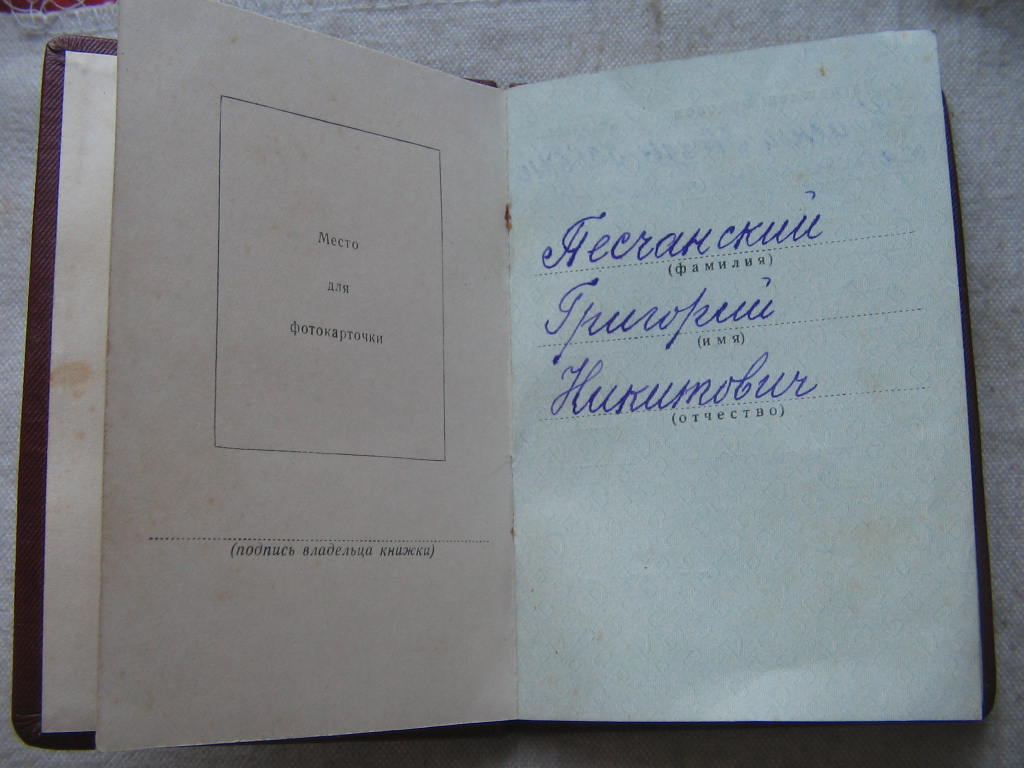 Место
для
фотокарточки
(подпись владельца книжки)
Песчанский
(фамилия)
Григорий
(имя)
Никитович
(отчество)